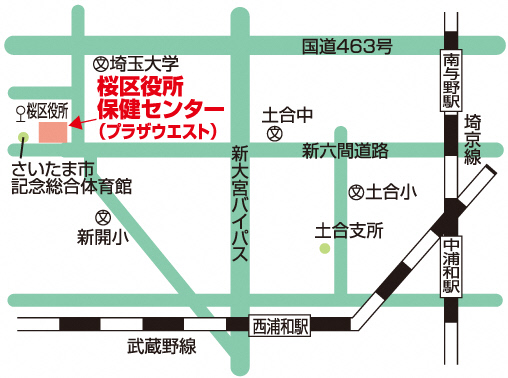 国道463号
文埼玉大学
南与野駅
桜区役所
保健センター
(プラザウエスト)
桜区役所
土合中
文
埼京線
新大宮バイパス
新六間道路
さいたま市
記念総合体育館
文土合小
文
新開小
土合支所
中浦和駅
西浦和駅
武蔵野線